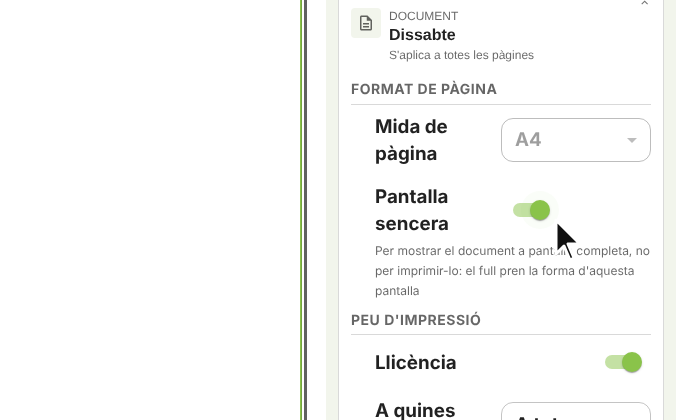 DOCUMENT
Dissabte
S'aplica a totes les pàgines
FORMAT DE PÀGINA
Mida de
pàgina
A4
Pantalla
sencera
Per mostrar el document a pantalla completa, no
per imprimir-lo: el full pren la forma d'aquesta
pantalla
PEU D'IMPRESSIÓ
Llicència
A quines